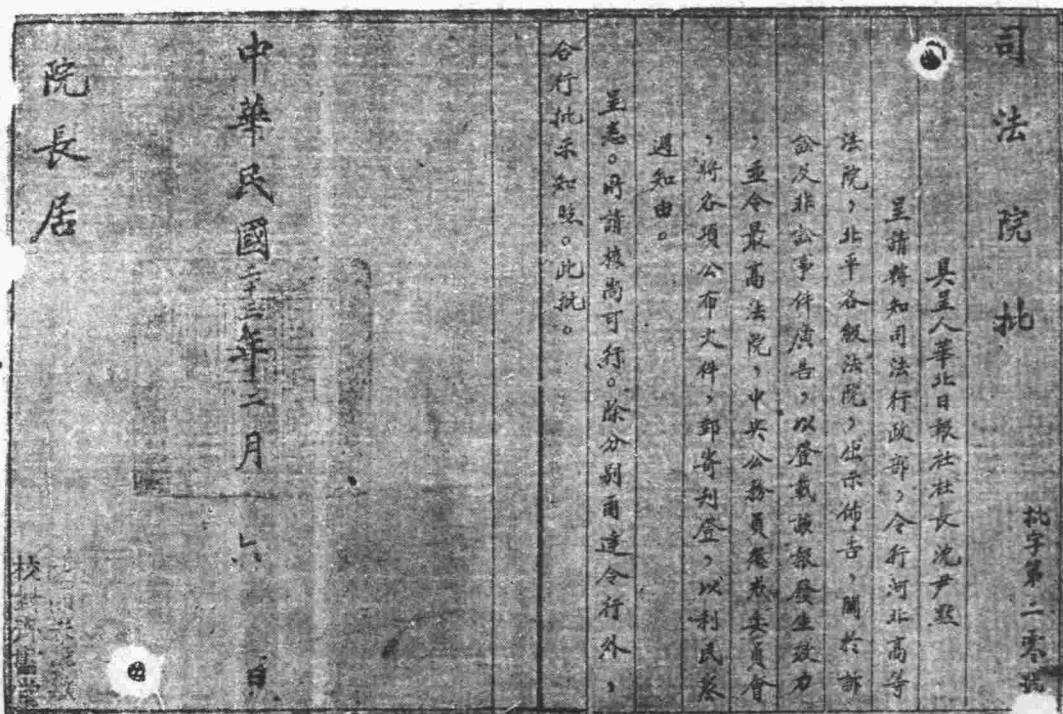 司法院批
批字第二零號
具呈人華北日報社社長沈尹默
呈請轉知司法行政部,令行河北高等
法院,北平各級法院,出示佈告,關於訴
訟及非訟事件廣告,以登載該報發生效力
,並令最高法院,中央公務員懲戒委員會
,將各項公布文件,郵寄刊登,以利民眾
週知由。
呈悉。所請核尚可行。除分別函達令行外,
合行批示知照。此批。
中華民國二十三年十二月六日
院長居
校對